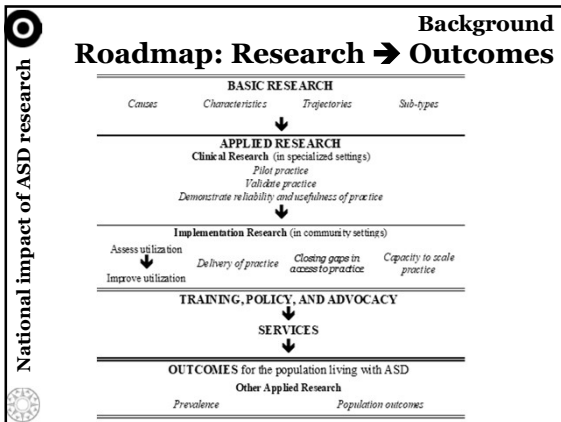 Background
Roadmap: Research ➔ Outcomes
National impact of ASD research
BASIC RESEARCH
Causes Characteristics Trajectories Sub-types
APPLIED RESEARCH
Clinical Research (in specialized settings)
Pilot practice
Validate practice
Demonstrate reliability and usefulness of practice
Implementation Research (in community settings)
Assess utilization
Improve utilization
Delivery of practice
Closing gaps in
access to practice
Capacity to scale
practice
TRAINING, POLICY, AND ADVOCACY
SERVICES
OUTCOMES for the population living with ASD
Other Applied Research
Prevalence Population outcomes